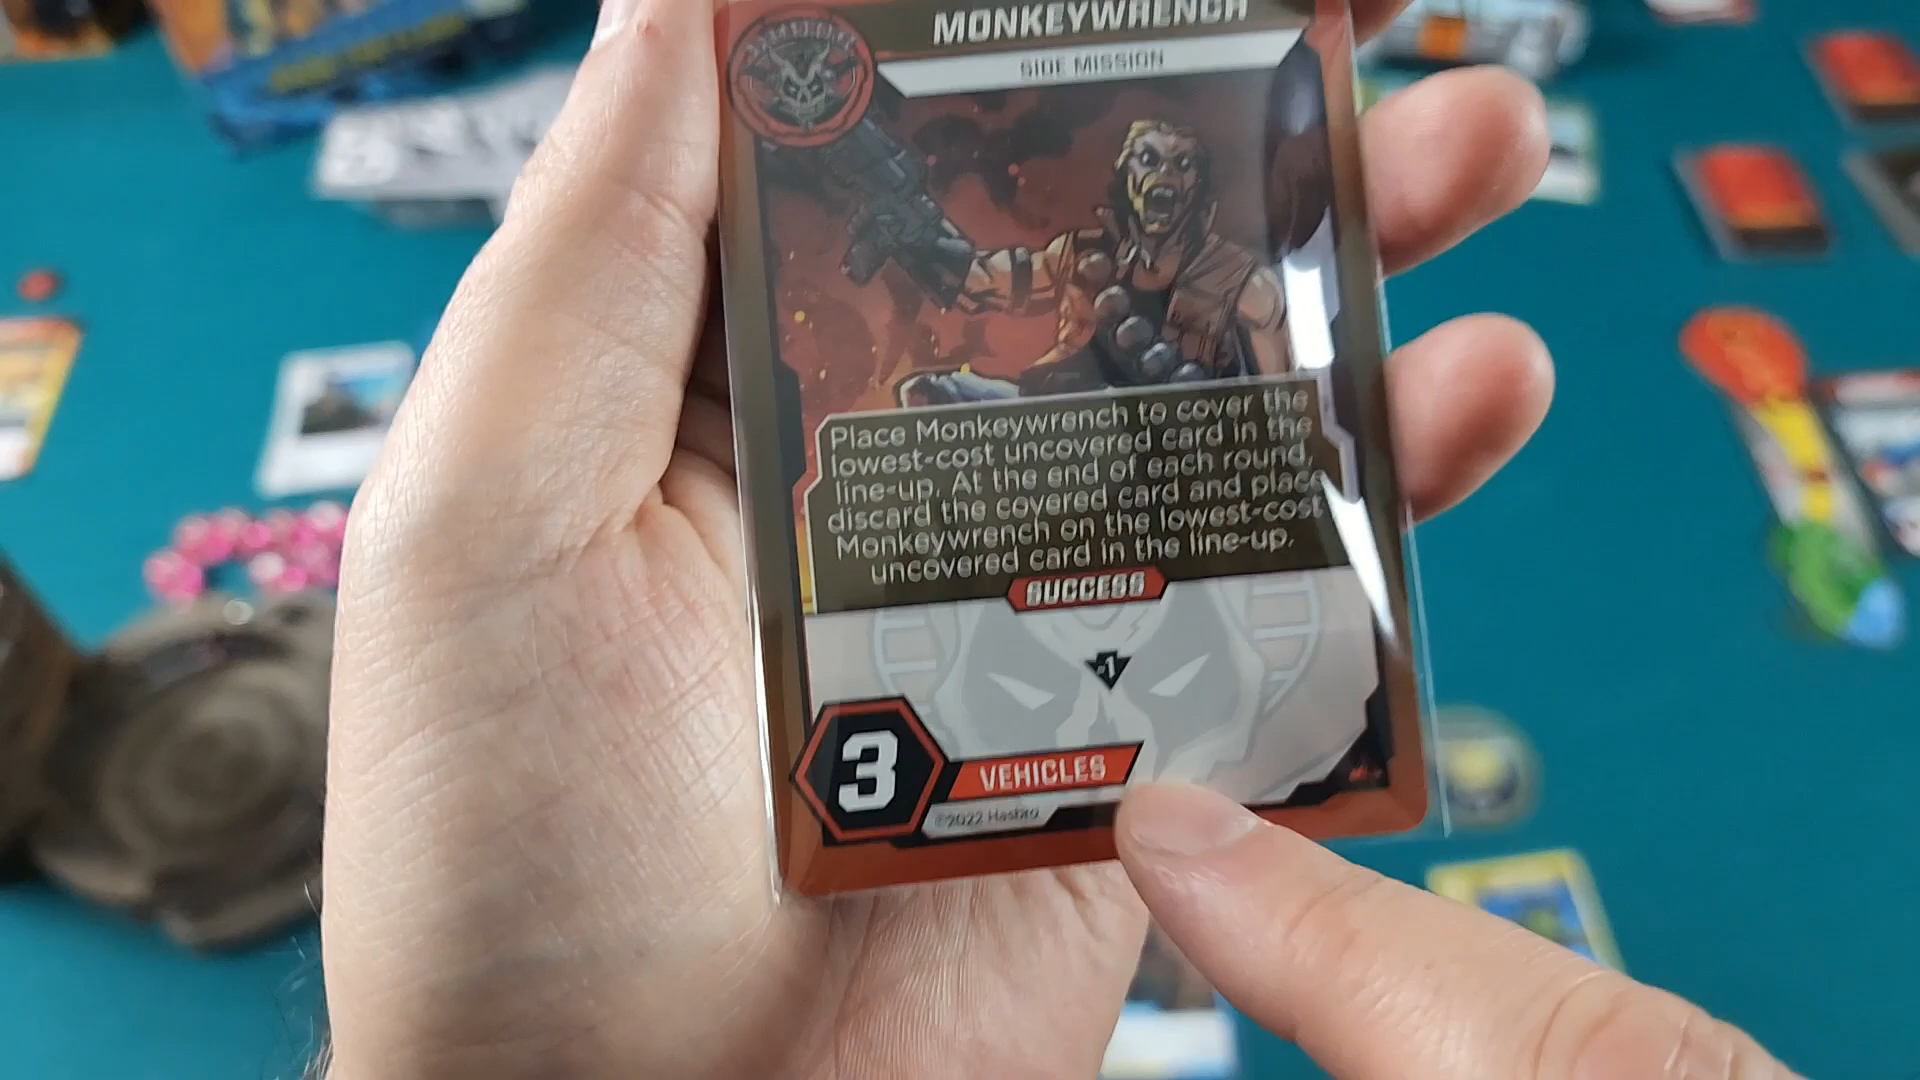 MONKEYWRENCH
SIDE MISSION
Place Monkeywrench to cover the
lowest-cost uncovered card in the
line-up. At the end of each round,
discard the covered card and place
Monkeywrench on the lowest-cost
uncovered card in the line-up.
SUCCESS
-1
3
VEHICLES
©2022 Hasbro